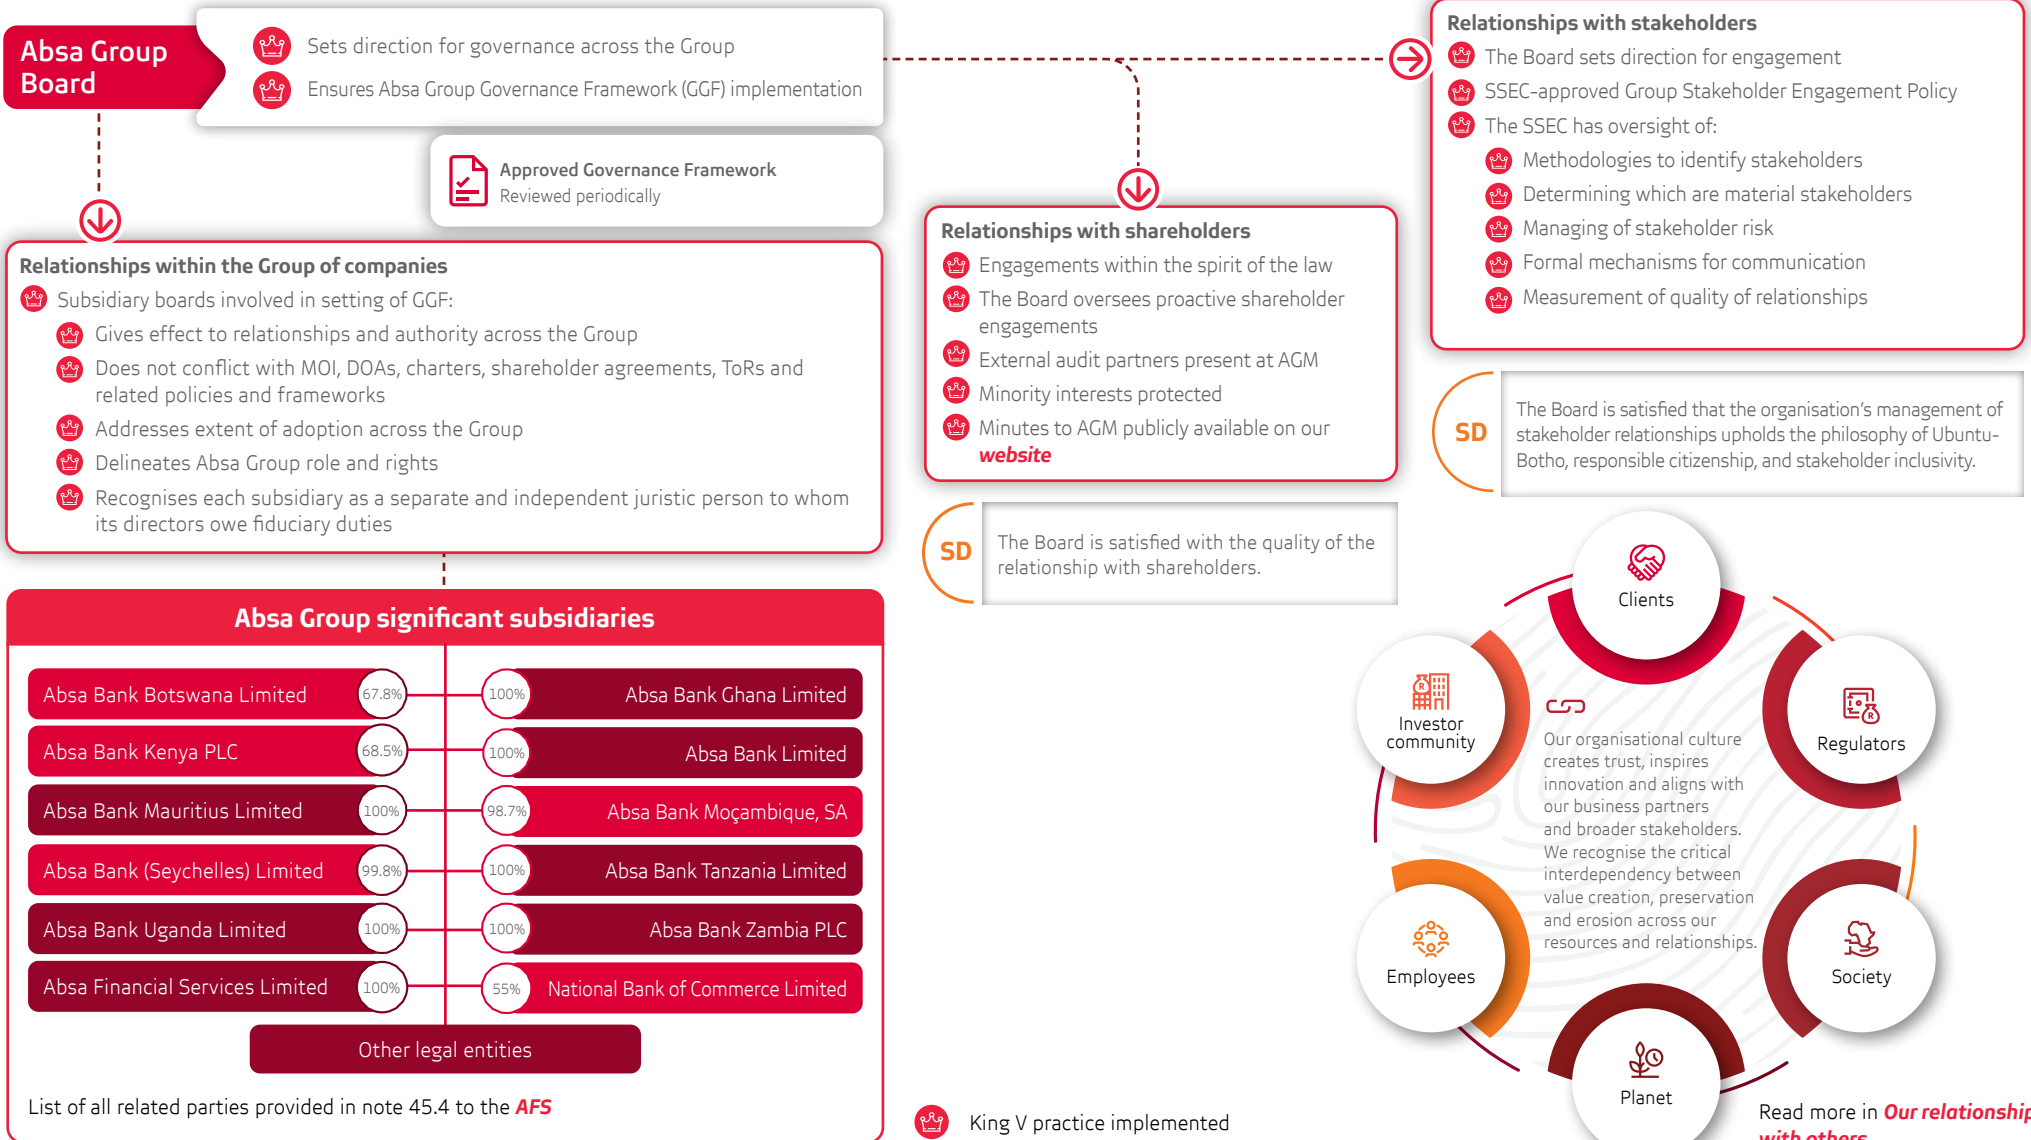 Absa Group
Board
Sets direction for governance across the Group
Ensures Absa Group Governance Framework (GGF) implementation
Approved Governance Framework
Reviewed periodically
Relationships within the Group of companies
Subsidiary boards involved in setting of GGF:
Gives effect to relationships and authority across the Group
Does not conflict with MOI, DOAs, charters, shareholder agreements, ToRs and
related policies and frameworks
Addresses extent of adoption across the Group
Delineates Absa Group role and rights
Recognises each subsidiary as a separate and independent juristic person to whom
its directors owe fiduciary duties
Absa Group significant subsidiaries
Absa Bank Botswana Limited 67.8%
100% Absa Bank Ghana Limited
Absa Bank Kenya PLC 68.5%
100% Absa Bank Limited
Absa Bank Mauritius Limited 100%
98.7% Absa Bank Moçambique, SA
Absa Bank (Seychelles) Limited 99.8%
100% Absa Bank Tanzania Limited
Absa Bank Uganda Limited 100%
100% Absa Bank Zambia PLC
Absa Financial Services Limited 100%
55% National Bank of Commerce Limited
Other legal entities
List of all related parties provided in note 45.4 to the AFS
Relationships with shareholders
Engagements within the spirit of the law
The Board oversees proactive shareholder
engagements
External audit partners present at AGM
Minority interests protected
Minutes to AGM publicly available on our
website
SD
The Board is satisfied with the quality of the
relationship with shareholders.
King V practice implemented
Relationships with stakeholders
The Board sets direction for engagement
SSEC-approved Group Stakeholder Engagement Policy
The SSEC has oversight of:
Methodologies to identify stakeholders
Determining which are material stakeholders
Managing of stakeholder risk
Formal mechanisms for communication
Measurement of quality of relationships
SD
The Board is satisfied that the organisation's management of
stakeholder relationships upholds the philosophy of Ubuntu-
Botho, responsible citizenship, and stakeholder inclusivity.
Clients
Investor
community
Regulators
Our organisational culture
creates trust, inspires
innovation and aligns with
our business partners
and broader stakeholders.
We recognise the critical
interdependency between
value creation, preservation
and erosion across our
resources and relationships.
Employees
Society
Planet
Read more in Our relationship
with others